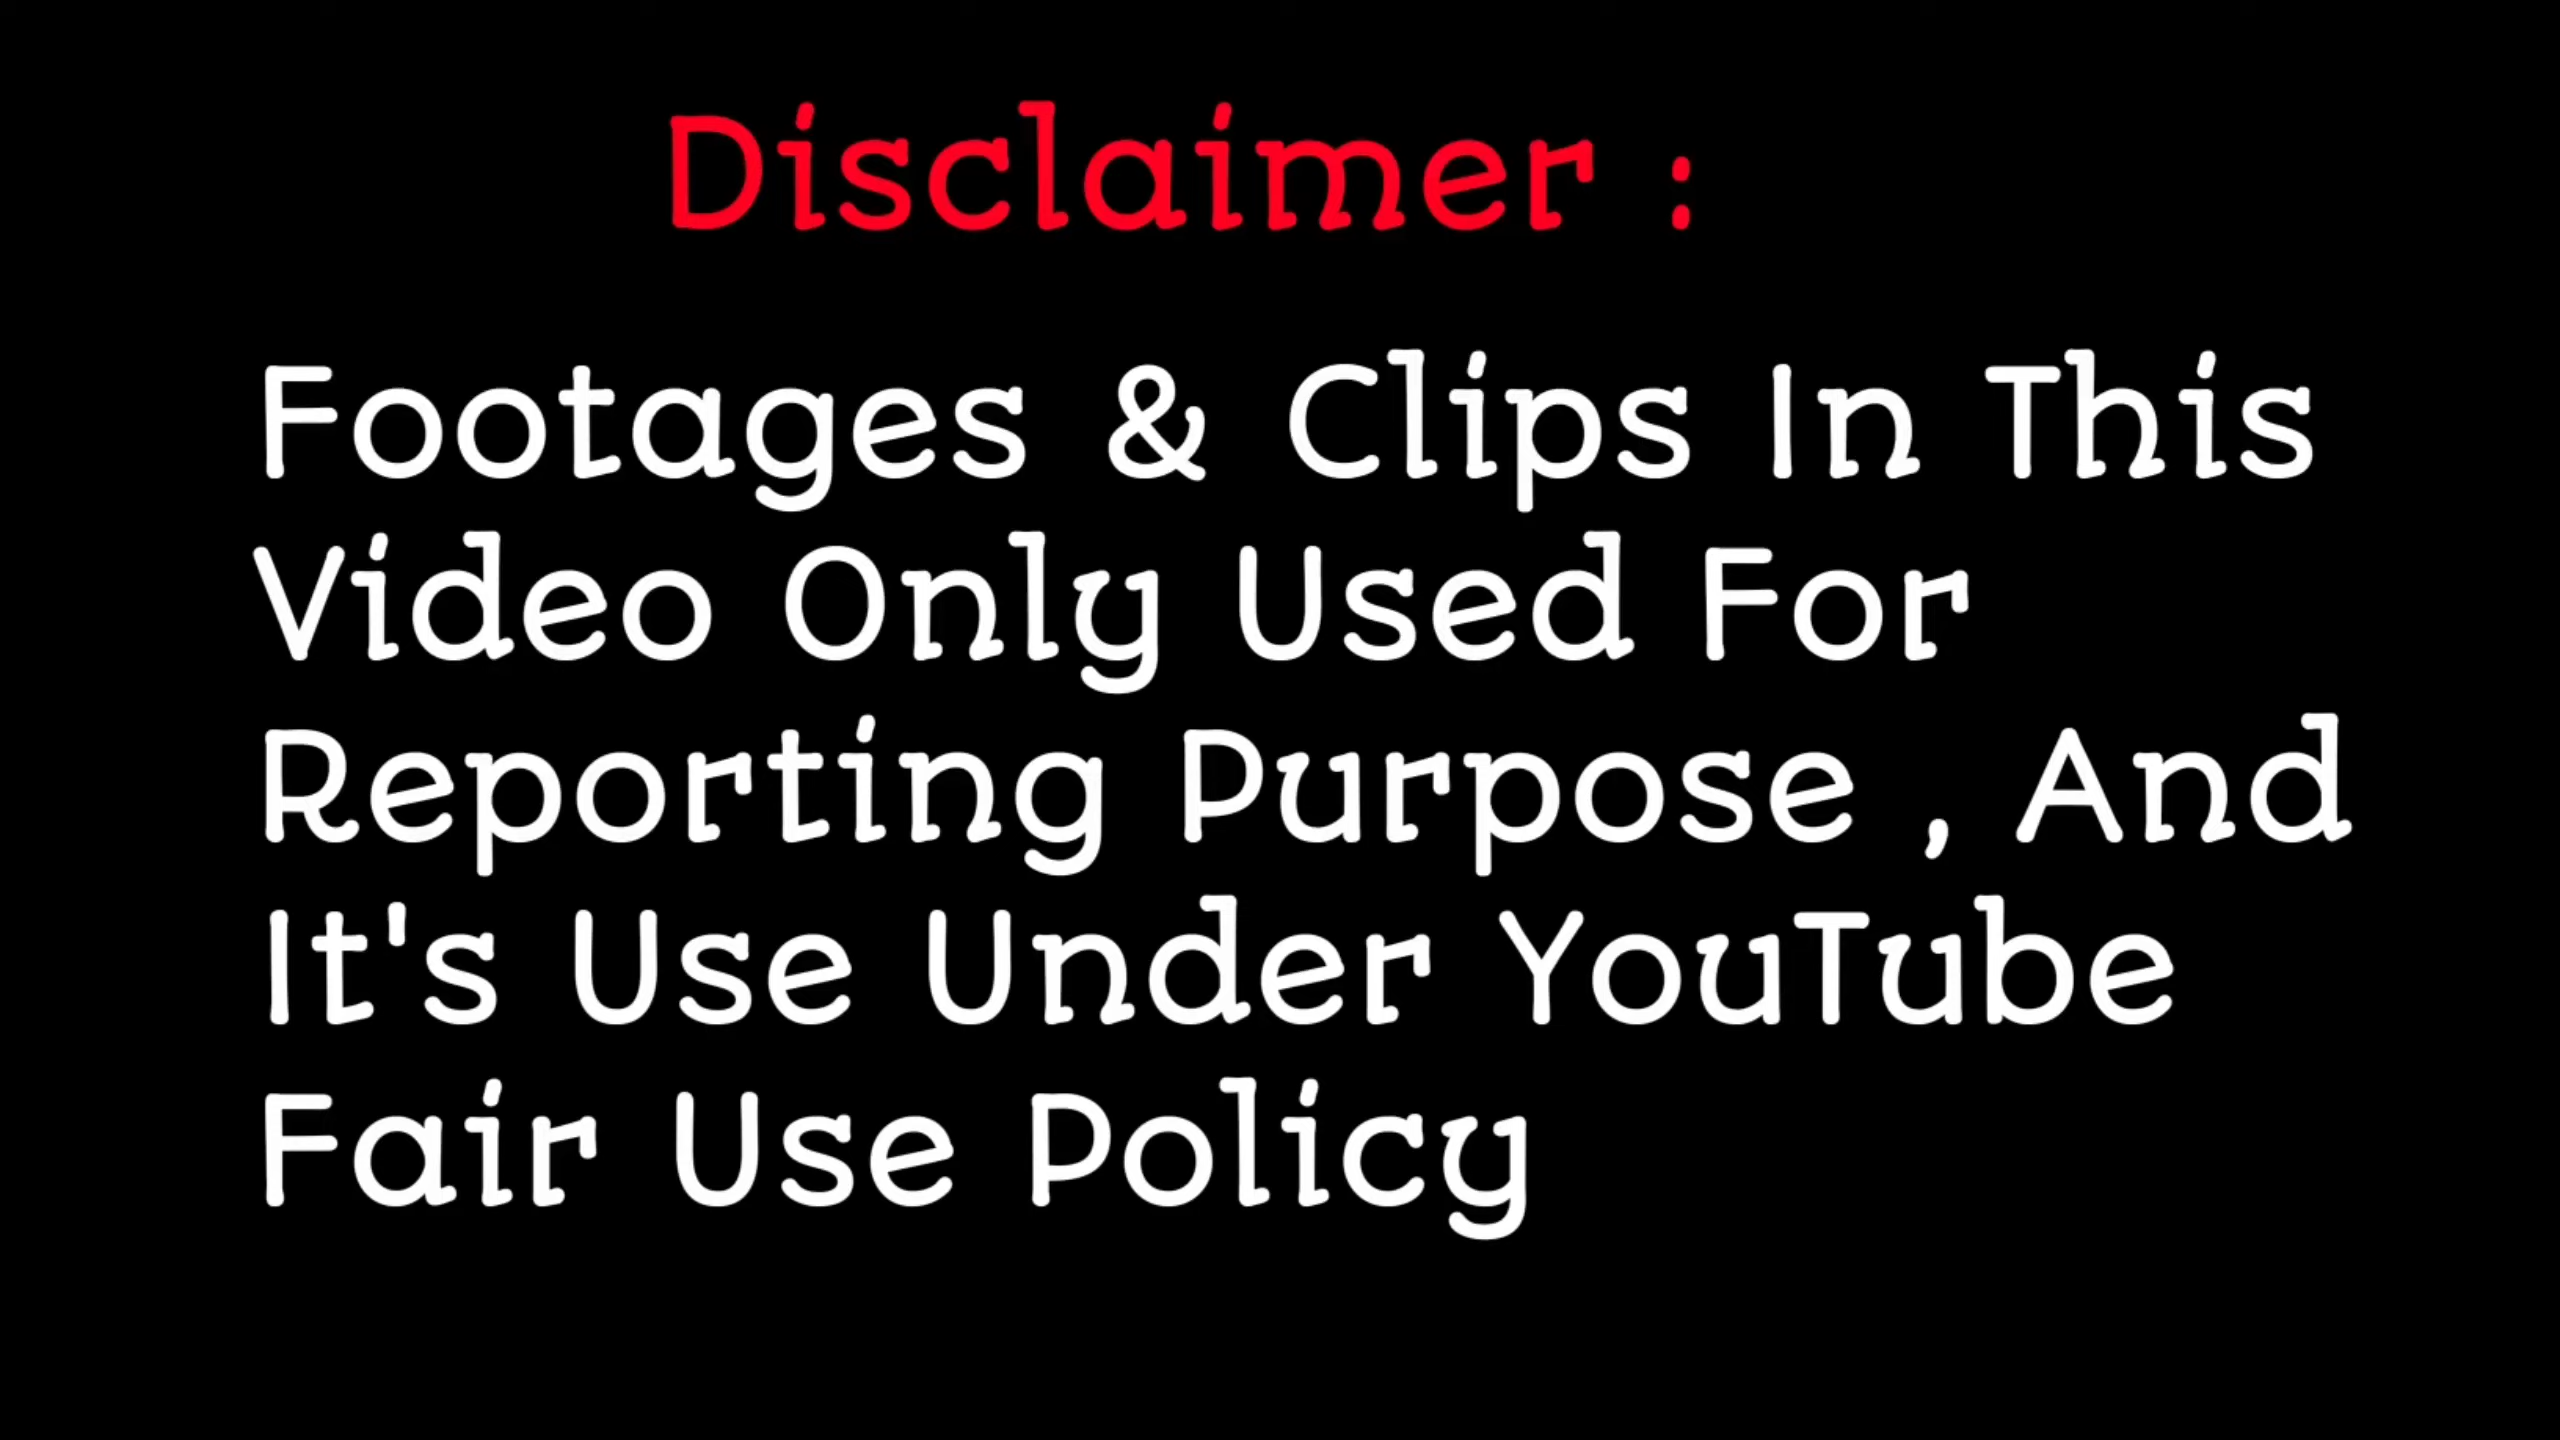 Disclaimer :
Footages & Clips In This
Video Only Used For
Reporting Purpose , And
It's Use Under YouTube
Fair Use Policy